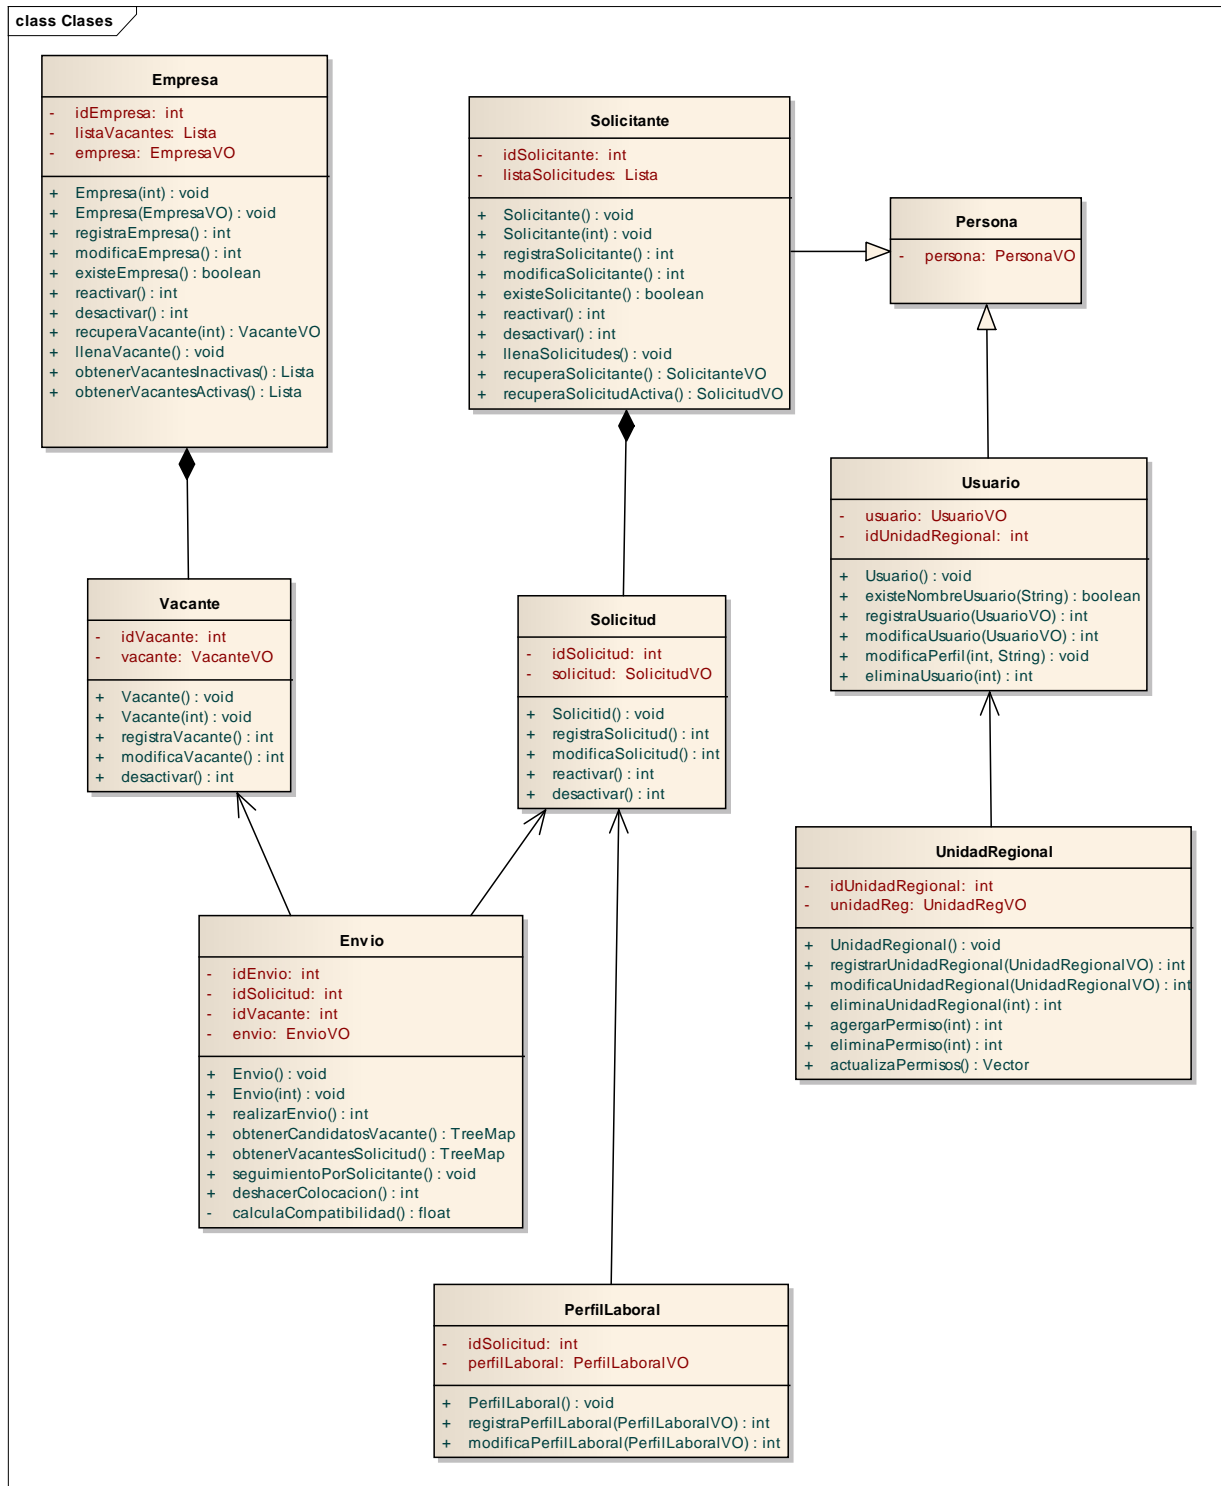 class Clases
Empresa
- idEmpresa: int
- listaVacantes: Lista
- empresa: EmpresaVO
+ Empresa(int) : void
+ Empresa(EmpresaVO) : void
+ registraEmpresa() : int
+ modificaEmpresa() : int
+ existeEmpresa() : boolean
+ reactivar() : int
+ desactivar() : int
+ recuperaVacante(int) : VacanteVO
+ llenaVacante() : void
+ obtenerVacantesInactivas() : Lista
+ obtenerVacantesActivas() : Lista
Solicitante
- idSolicitante: int
- listaSolicitudes: Lista
+ Solicitante() : void
+ Solicitante(int) : void
+ registraSolicitante() : int
+ modificaSolicitante() : int
+ existeSolicitante() : boolean
+ reactivar() : int
+ desactivar() : int
+ llenaSolicitudes() : void
+ recuperaSolicitante() : SolicitanteVO
+ recuperaSolicitudActiva() : SolicitudVO
Persona
- persona: PersonaVO
Usuario
- usuario: UsuarioVO
- idUnidadRegional: int
+ Usuario() : void
+ existeNombreUsuario(String) : boolean
+ registraUsuario(UsuarioVO) : int
+ modificaUsuario(UsuarioVO) : int
+ modificaPerfil(int, String) : void
+ eliminaUsuario(int) : int
Vacante
- idVacante: int
- vacante: VacanteVO
+ Vacante() : void
+ Vacante(int) : void
+ registraVacante() : int
+ modificaVacante() : int
+ desactivar() : int
Solicitud
- idSolicitud: int
- solicitud: SolicitudVO
+ Solicitid() : void
+ registraSolicitud() : int
+ modificaSolicitud() : int
+ reactivar() : int
+ desactivar() : int
UnidadRegional
- idUnidadRegional: int
- unidadReg: UnidadRegVO
+ UnidadRegional() : void
+ registrarUnidadRegional(UnidadRegionalVO) : int
+ modificaUnidadRegional(UnidadRegionalVO) : int
+ eliminaUnidadRegional(int) : int
+ agergarPermiso(int) : int
+ eliminaPermiso(int) : int
+ actualizaPermisos() : Vector
Envio
- idEnvio: int
- idSolicitud: int
- idVacante: int
- envio: EnvioVO
+ Envio() : void
+ Envio(int) : void
+ realizarEnvio() : int
+ obtenerCandidatosVacante() : TreeMap
+ obtenerVacantesSolicitud() : TreeMap
+ seguimientoPorSolicitante() : void
+ deshacerColocacion() : int
- calculaCompatibilidad() : float
PerfilLaboral
- idSolicitud: int
- perfilLaboral: PerfilLaboralVO
+ PerfilLaboral() : void
+ registraPerfilLaboral(PerfilLaboralVO) : int
+ modificaPerfilLaboral(PerfilLaboralVO) : int